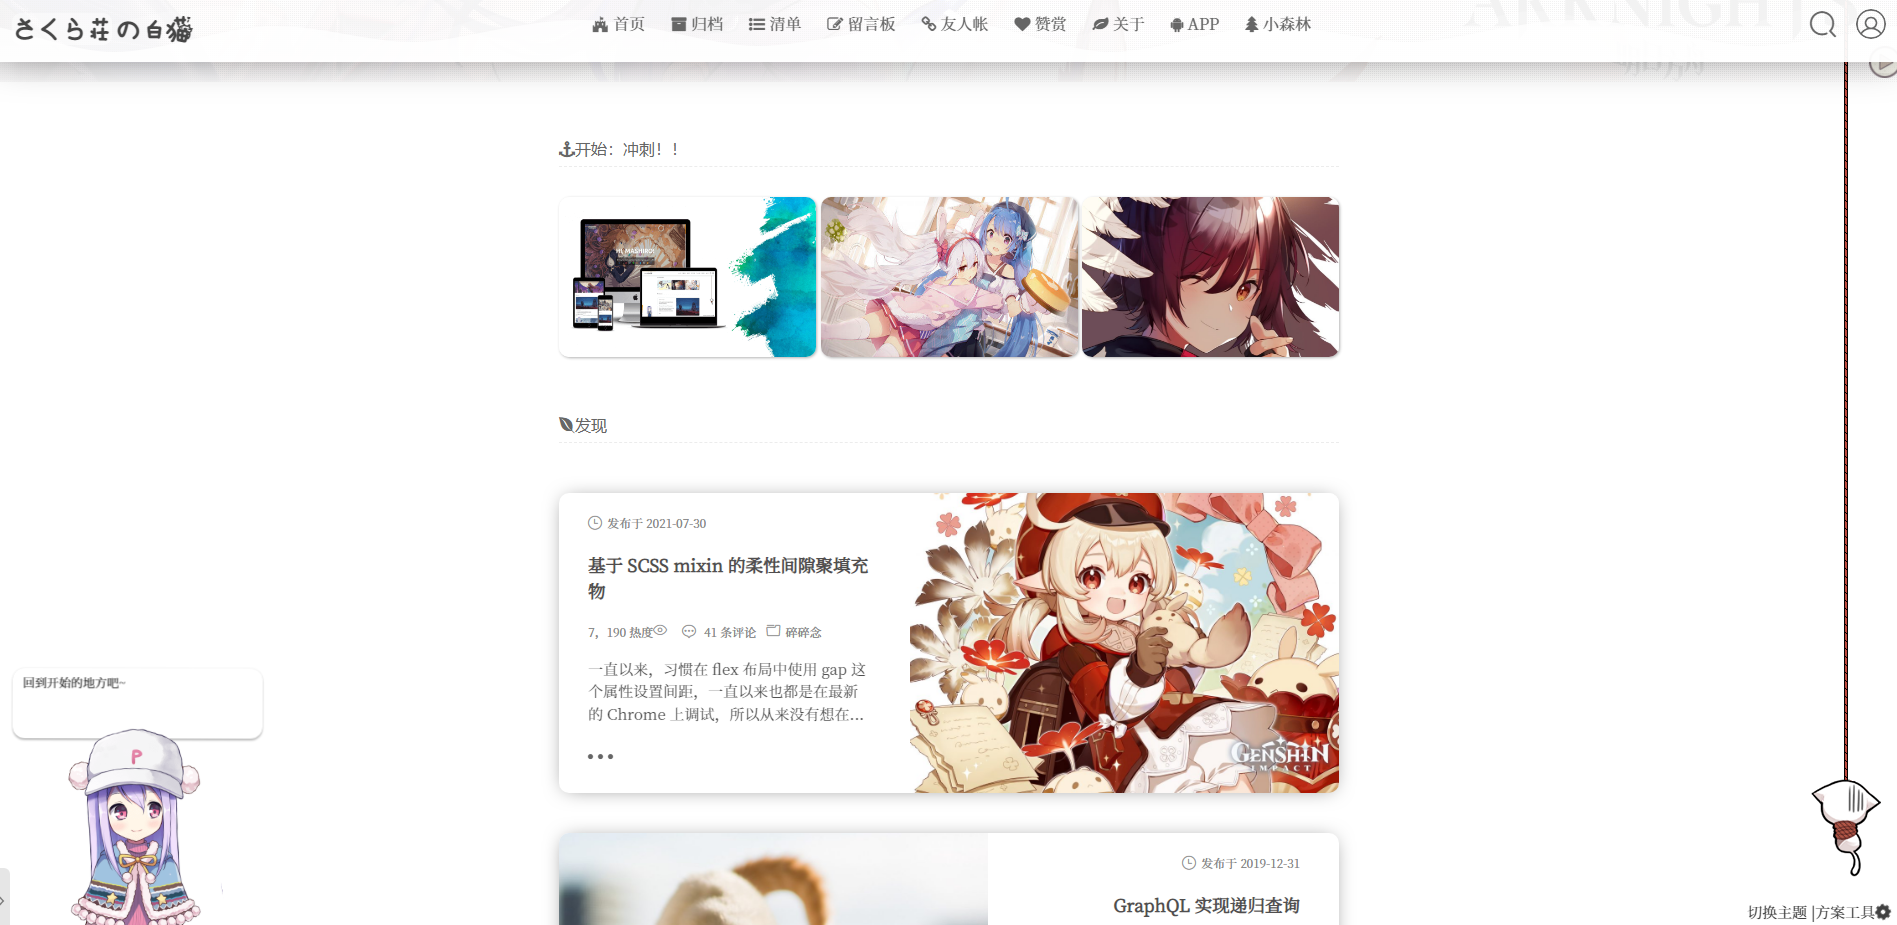 さくら荘の白猫
首页 归档 清单 留言板 友人帐 赞赏 关于 APP 小森林
ARKNIGHTS
开始：冲刺！！
HI, MASHIRO!
发现
发布于 2021-07-30
基于 SCSS mixin 的柔性间隙聚填充
物
7，190 热度 41 条评论 碎碎念
一直以来，习惯在 flex 布局中使用 gap 这
个属性设置间距，一直以来也都是在最新
的 Chrome 上调试，所以从来没有想在...
GENSHIN
IMPACT
回到开始的地方吧~
P
发布于 2019-12-31
GraphQL 实现递归查询
切换主题 |方案工具